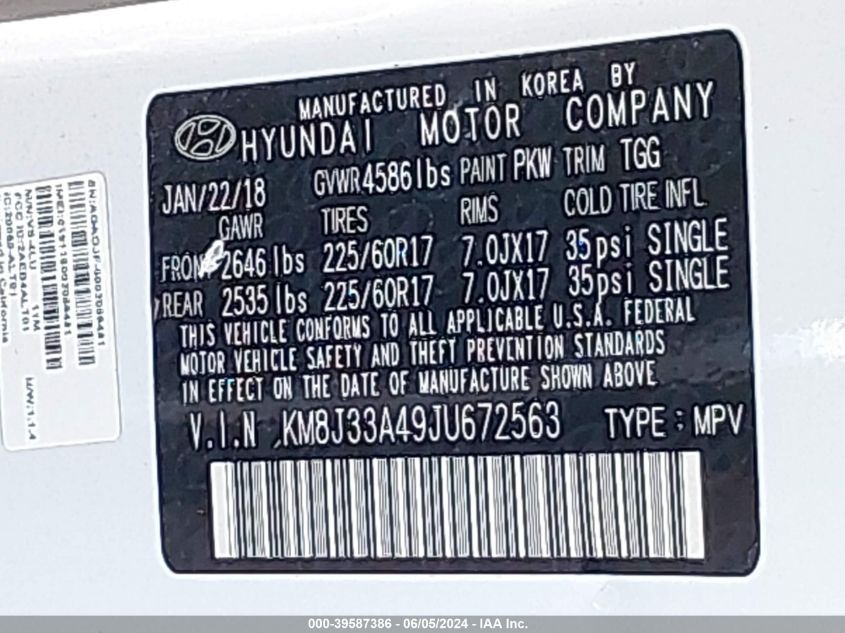 MANUFACTURED IN KOREA BY
HYUNDAI MOTOR COMPANY
JAN/22/18 GVWR 4586 lbs PAINT PKW TRIM TGG
GAWR TIRES RIMS COLD TIRE INFL
FRONT 2646 lbs 225/60R17 7.0JX17 35psi SINGLE
REAR 2535 lbs 225/60R17 7.0JX17 35psi SINGLE
THIS VEHICLE CONFORMS TO ALL APPLICABLE U.S.A. FEDERAL
MOTOR VEHICLE SAFETY AND THEFT PREVENTION STANDARDS
IN EFFECT ON THE DATE OF MANUFACTURE SHOWN ABOVE
V.I.N KM8J33A49JU672563 TYPE : MPV
000-39587386 - 06/05/2024 - IAA Inc.